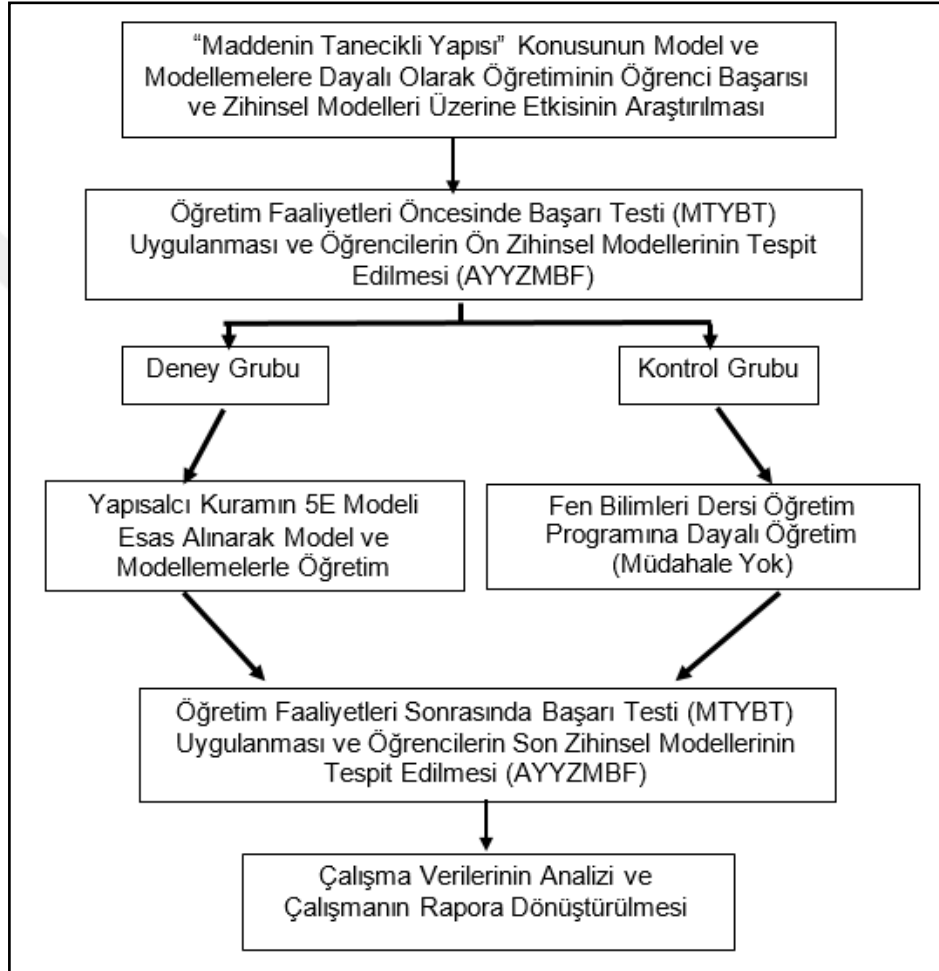 “Maddenin Tanecikli Yapısı” Konusunun Model ve
Modellemelere Dayalı Olarak Öğretiminin Öğrenci Başarısı
ve Zihinsel Modelleri Üzerine Etkisinin Araştırılması
Öğretim Faaliyetleri Öncesinde Başarı Testi (MTYBT)
Uygulanması ve Öğrencilerin Ön Zihinsel Modellerinin Tespit
Edilmesi (AYYZMBF)
Deney Grubu
Kontrol Grubu
Yapısalcı Kuramın 5E Modeli
Esas Alınarak Model ve
Modellemelerle Öğretim
Fen Bilimleri Dersi Öğretim
Programına Dayalı Öğretim
(Müdahale Yok)
Öğretim Faaliyetleri Sonrasında Başarı Testi (MTYBT)
Uygulanması ve Öğrencilerin Son Zihinsel Modellerinin
Tespit Edilmesi (AYYZMBF)
Çalışma Verilerinin Analizi ve
Çalışmanın Rapora Dönüştürülmesi